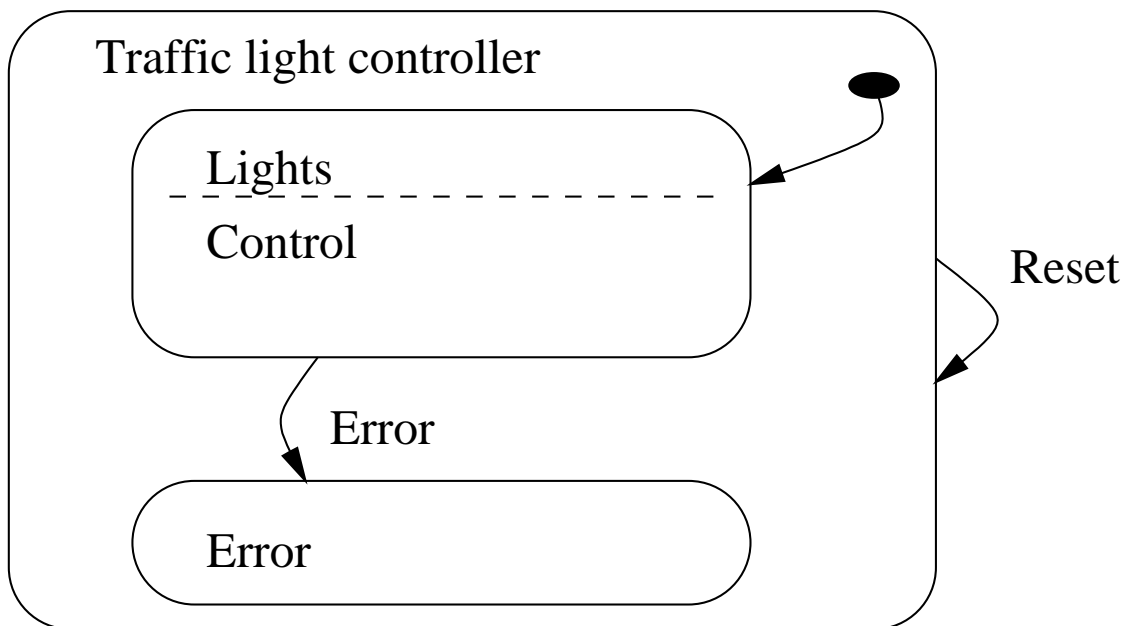 Traffic light controller
Lights
Control
Reset
Error
Error